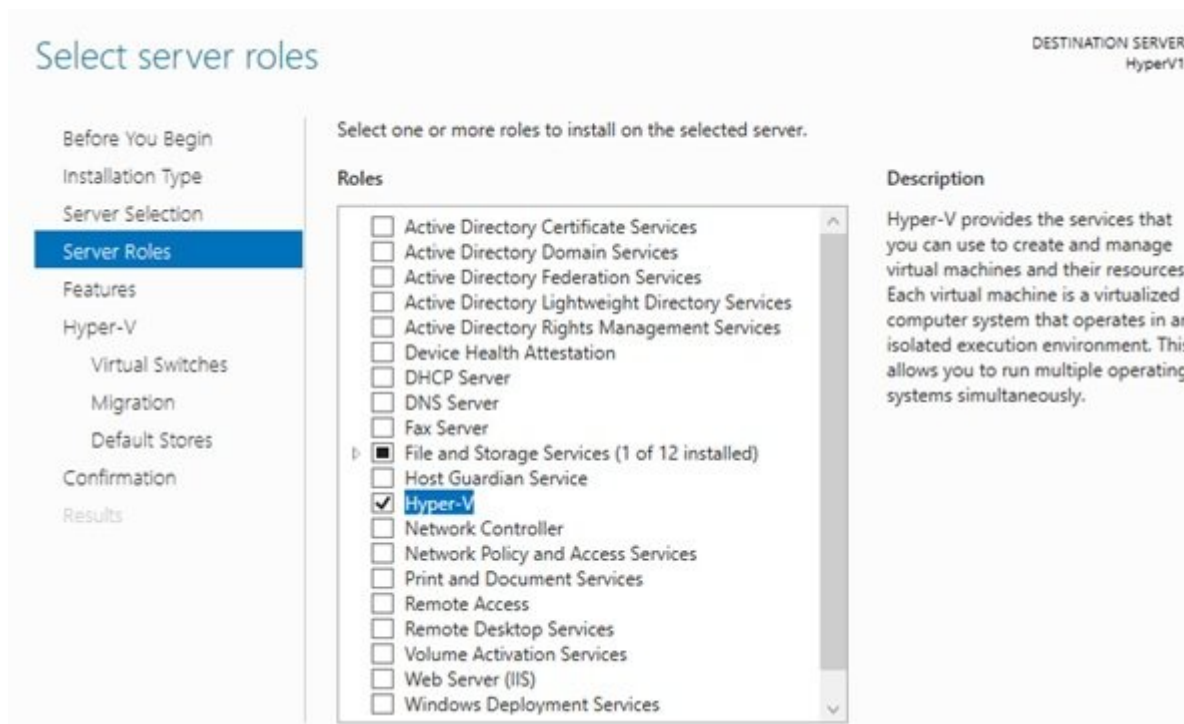 Select server roles
DESTINATION SERVER
HyperV1
Before You Begin
Installation Type
Server Selection
Server Roles
Features
Hyper-V
Virtual Switches
Migration
Default Stores
Confirmation
Results
Select one or more roles to install on the selected server.
Roles
Active Directory Certificate Services
Active Directory Domain Services
Active Directory Federation Services
Active Directory Lightweight Directory Services
Active Directory Rights Management Services
Device Health Attestation
DHCP Server
DNS Server
Fax Server
File and Storage Services (1 of 12 installed)
Host Guardian Service
Hyper-V
Network Controller
Network Policy and Access Services
Print and Document Services
Remote Access
Remote Desktop Services
Volume Activation Services
Web Server (IIS)
Windows Deployment Services
Description
Hyper-V provides the services that
you can use to create and manage
virtual machines and their resources
Each virtual machine is a virtualized
computer system that operates in an
isolated execution environment. This
allows you to run multiple operating
systems simultaneously.